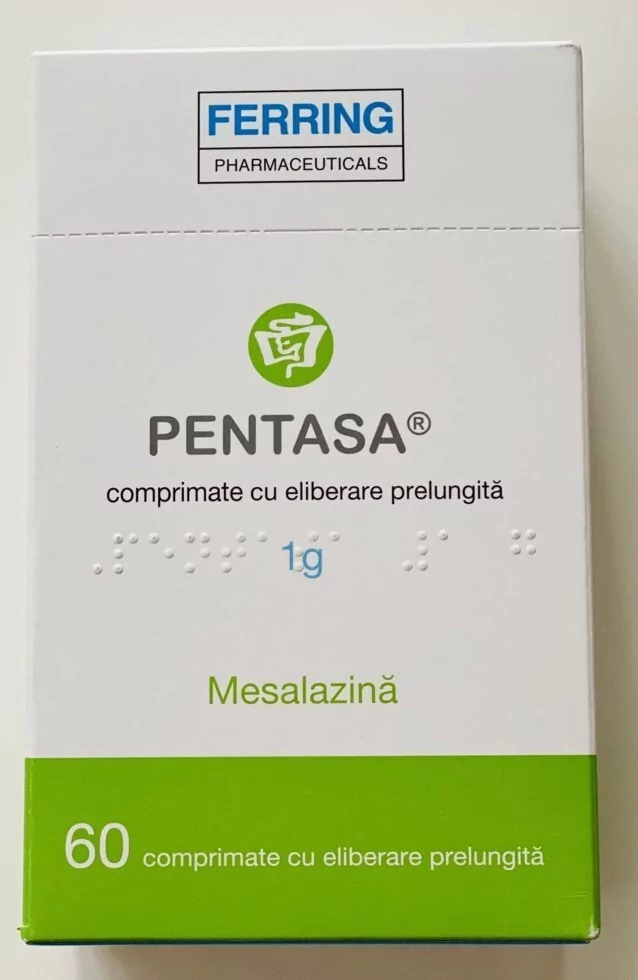 FERRING
PHARMACEUTICALS
PENTASA®
comprimate cu eliberare prelungită
1g
Mesalazină
60 comprimate cu eliberare prelungită